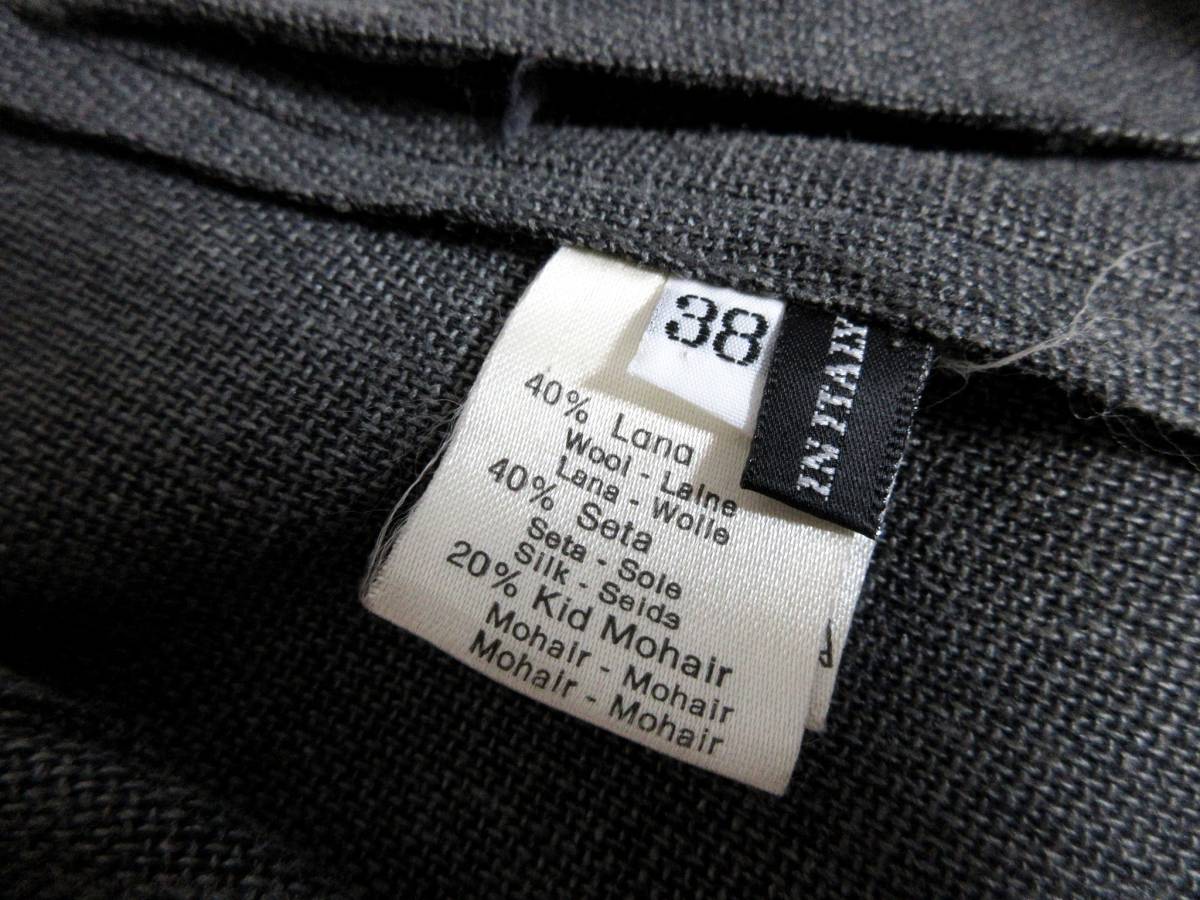 38
IN ITALY
40% Lana
Wool - Laine
Lana - Wolle
40% Seta
Seta - Soie
Silk - Seide
20% Kid Mohair
Mohair - Mohair
Mohair - Mohair